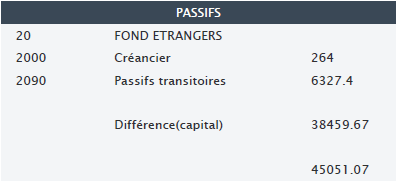 PASSIFS
20 FOND ETRANGERS
2000 Créancier 264
2090 Passifs transitoires 6327.4
Différence(capital) 38459.67
45051.07